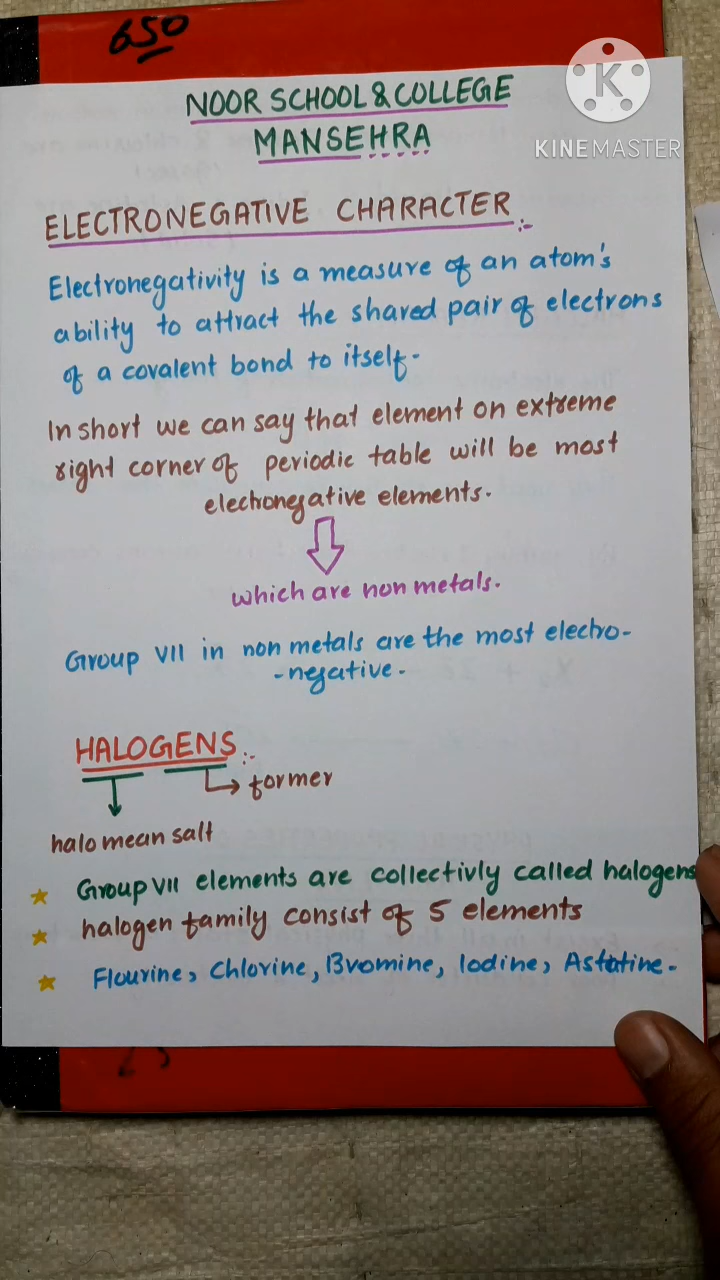 650
K
KINEMASTER
NOOR SCHOOL & COLLEGE
MANSEHRA
ELECTRONEGATIVE CHARACTER:-
Electronegativity is a measure of an atom's
ability to attract the shared pair of electrons
of a covalent bond to itself.
In short we can say that element on extreme
right corner of periodic table will be most
electronegative elements.
which are non metals.
Group VII in non metals are the most electro-
-negative.
HALOGENS:-
former
halo mean salt
Group VII elements are collectivly called halogens
halogen family consist of 5 elements
Flourine, Chlorine, Bromine, Iodine, Astatine.